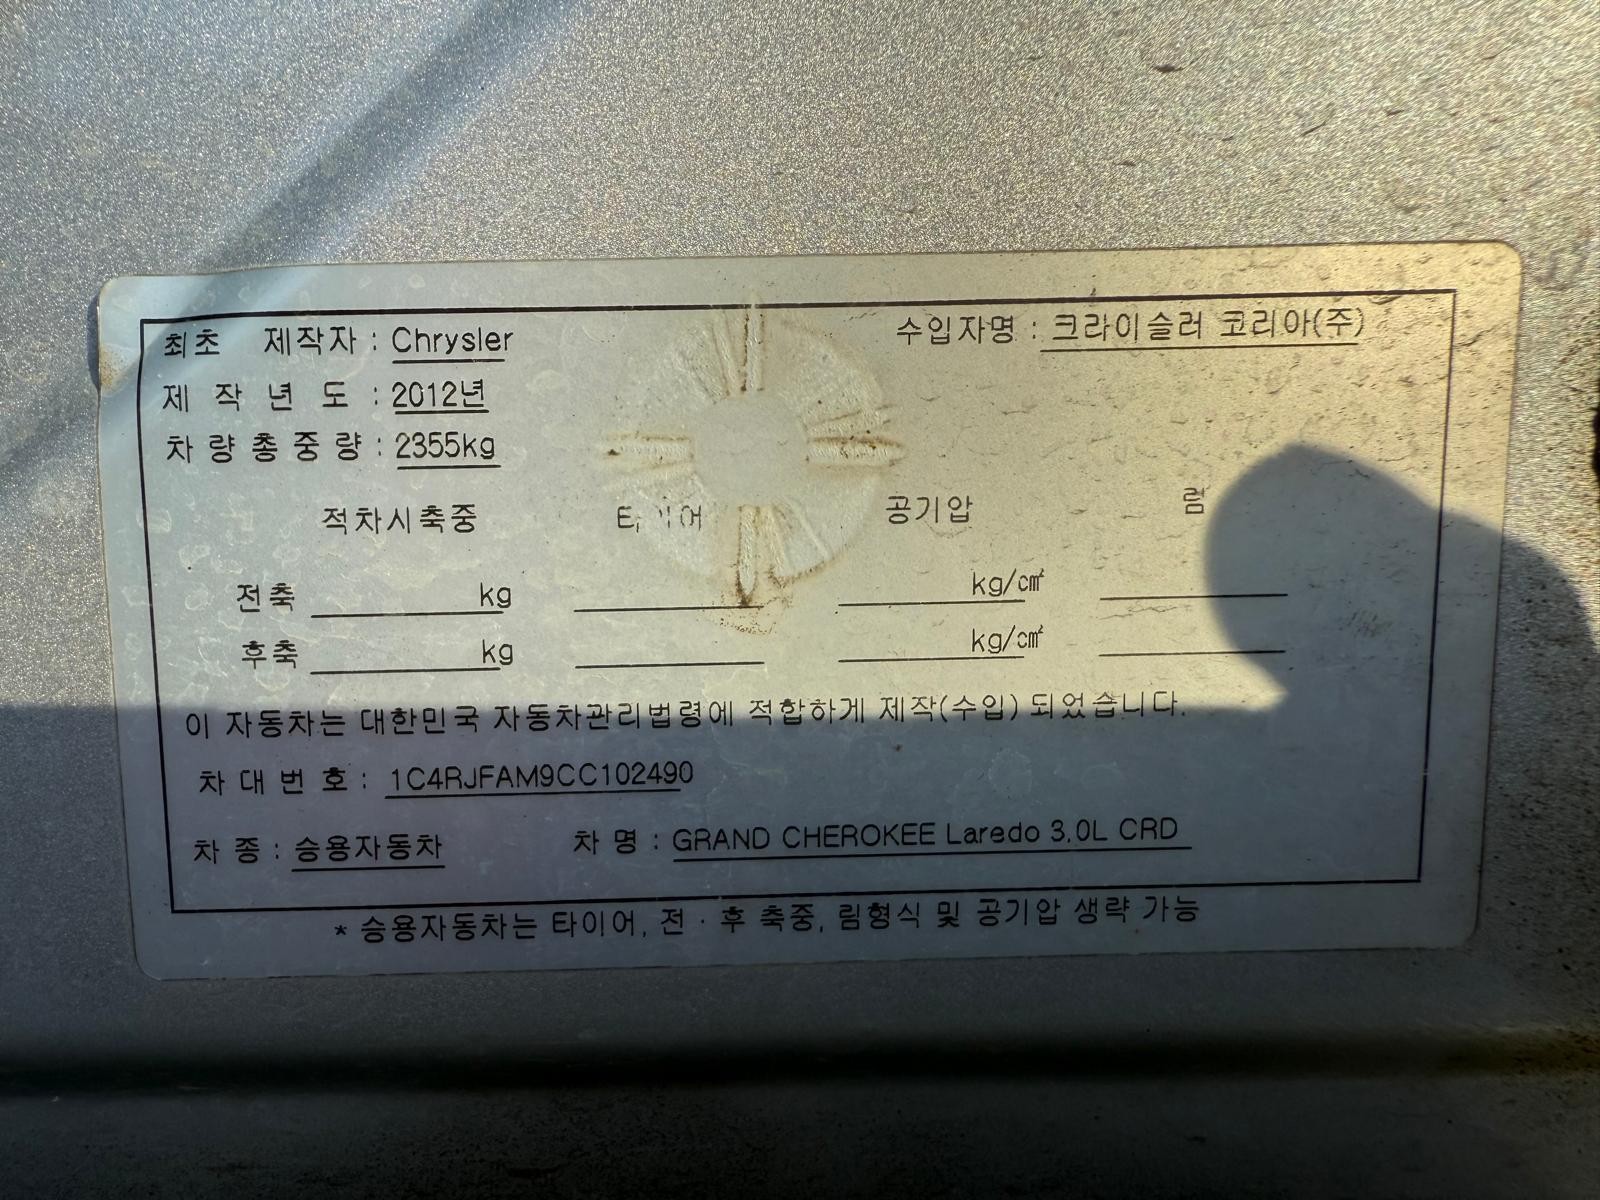 최초 제작자 : Chrysler 수입자명 : 크라이슬러 코리아(주)
제 작 년 도 : 2012년
차 량 총 중 량 : 2355kg
적차시축중 타이어 공기압 림
전축 kg kg/㎠
후축 kg kg/㎠
이 자동차는 대한민국 자동차관리법령에 적합하게 제작(수입) 되었습니다.
차 대 번 호 : 1C4RJFAM9CC102490
차 종 : 승용자동차 차 명 : GRAND CHEROKEE Laredo 3.0L CRD
* 승용자동차는 타이어, 전 · 후 축중, 림형식 및 공기압 생략 가능